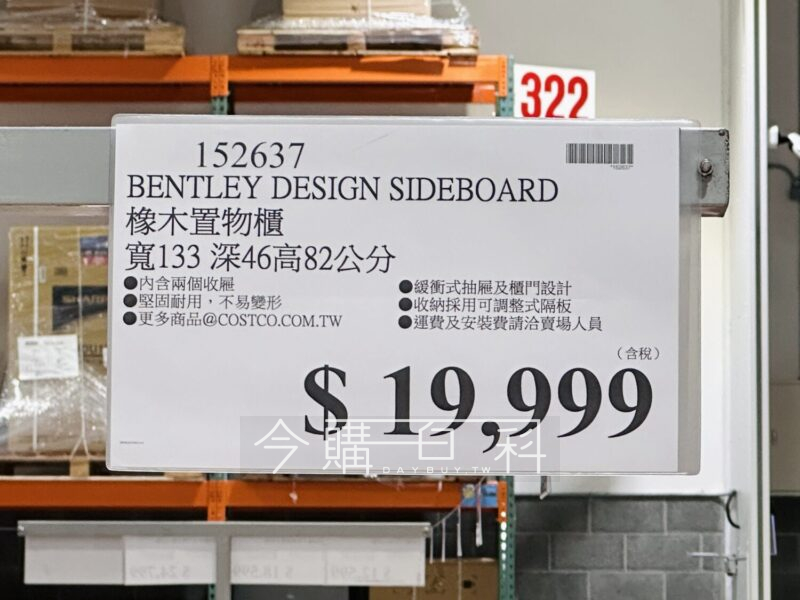 322
152637
*152637*
BENTLEY DESIGN SIDEBOARD
橡木置物櫃
寬133 深46高82公分
●內含兩個收屜
●堅固耐用，不易變形
●更多商品@COSTCO.COM.TW
●緩衝式抽屜及櫃門設計
●收納採用可調整式隔板
●運費及安裝費請洽賣場人員
（含稅）
$ 19,999
今購百科
DAYBUY.TW
SHARP